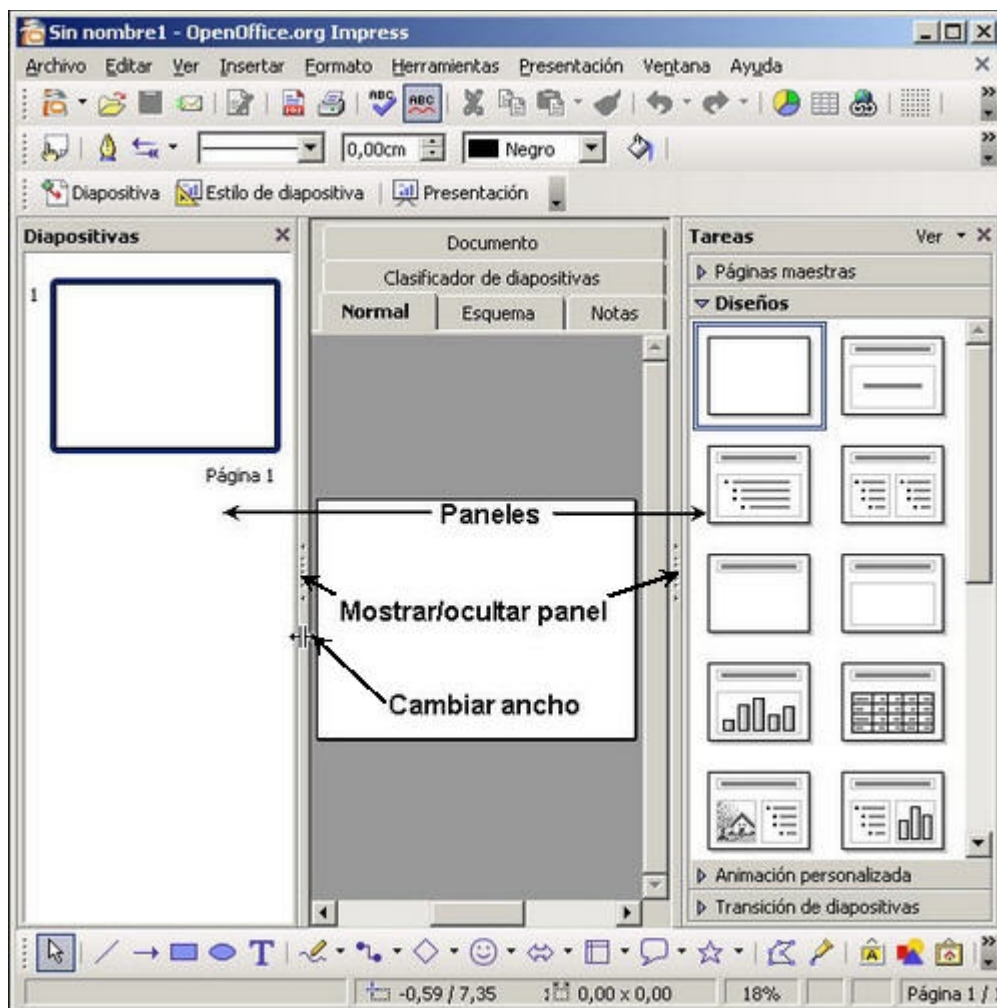 Sin nombre1 - OpenOffice.org Impress
Archivo Editar Ver Insertar Formato Herramientas Presentación Ventana Ayuda
ABC ABC
0,00cm Negro
Diapositiva Estilo de diapositiva Presentación
Diapositivas
1
Página 1
Documento
Clasificador de diapositivas
Normal Esquema Notas
Paneles
Mostrar/ocultar panel
Cambiar ancho
Tareas Ver
Páginas maestras
Diseños
Animación personalizada
Transición de diapositivas
T A
-0,59 / 7,35 0,00 x 0,00 18% Página 1 /